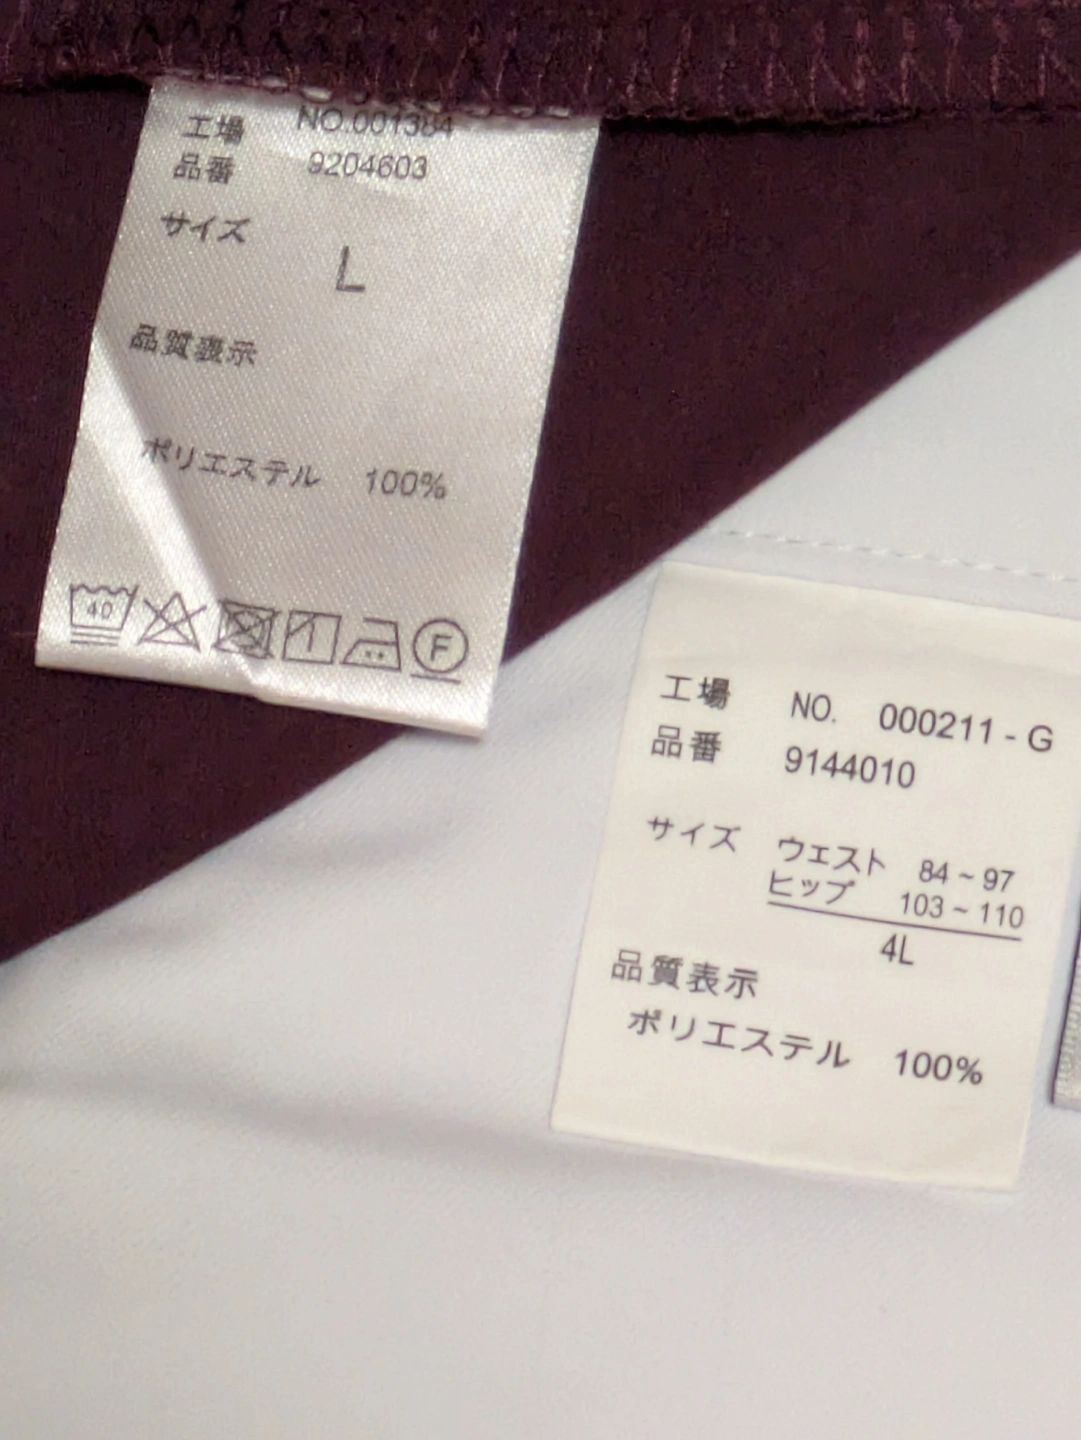 工場 NO.001384
品番 9204603
サイズ
L
品質表示
ポリエステル 100%
40
F
工場 NO. 000211 - G
品番 9144010
サイズ ウェスト 84 ~ 97
ヒップ 103 ~ 110
4L
品質表示
ポリエステル 100%